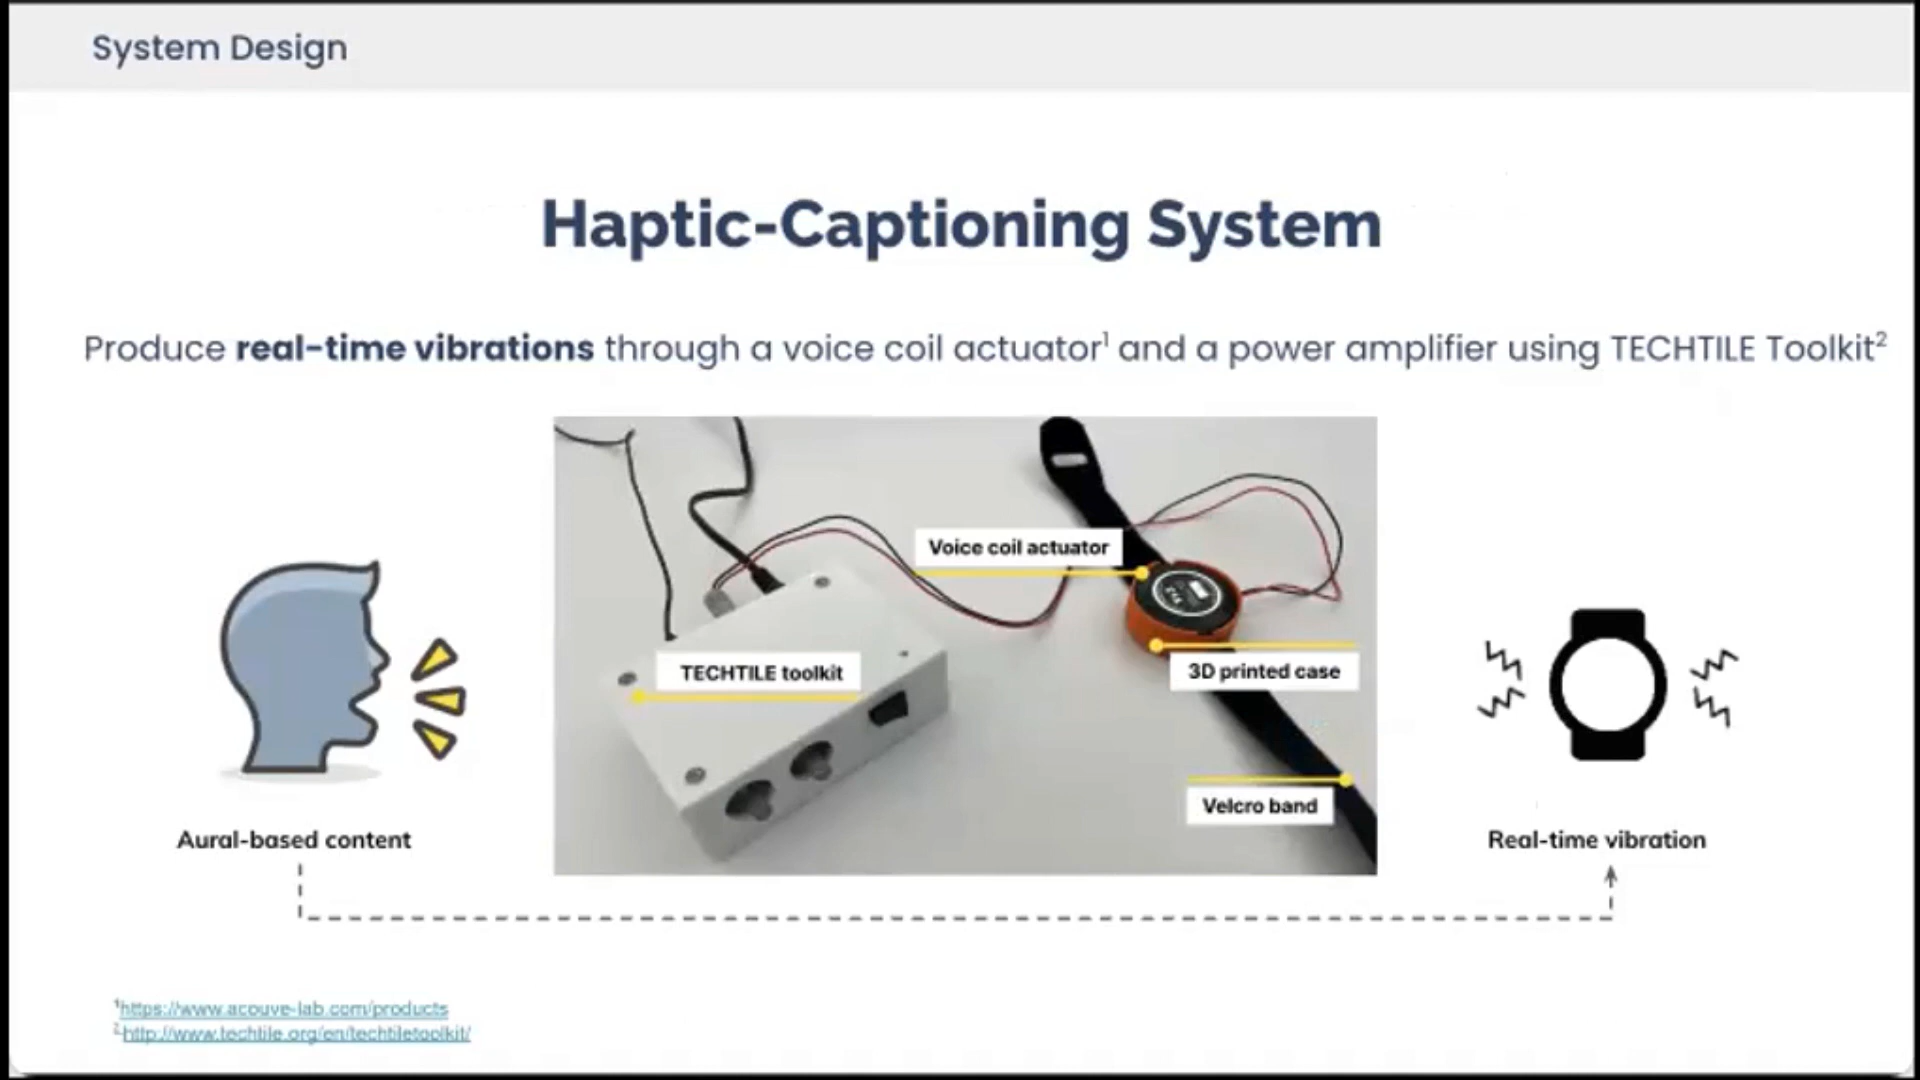 System Design
Haptic-Captioning System
Produce real-time vibrations through a voice coil actuator¹ and a power amplifier using TECHTILE Toolkit²
Voice coil actuator
TECHTILE toolkit
3D printed case
Velcro band
Aural-based content
Real-time vibration
¹https://www.acouve-lab.com/products
²http://www.techtile.org/en/techtiletoolkit/